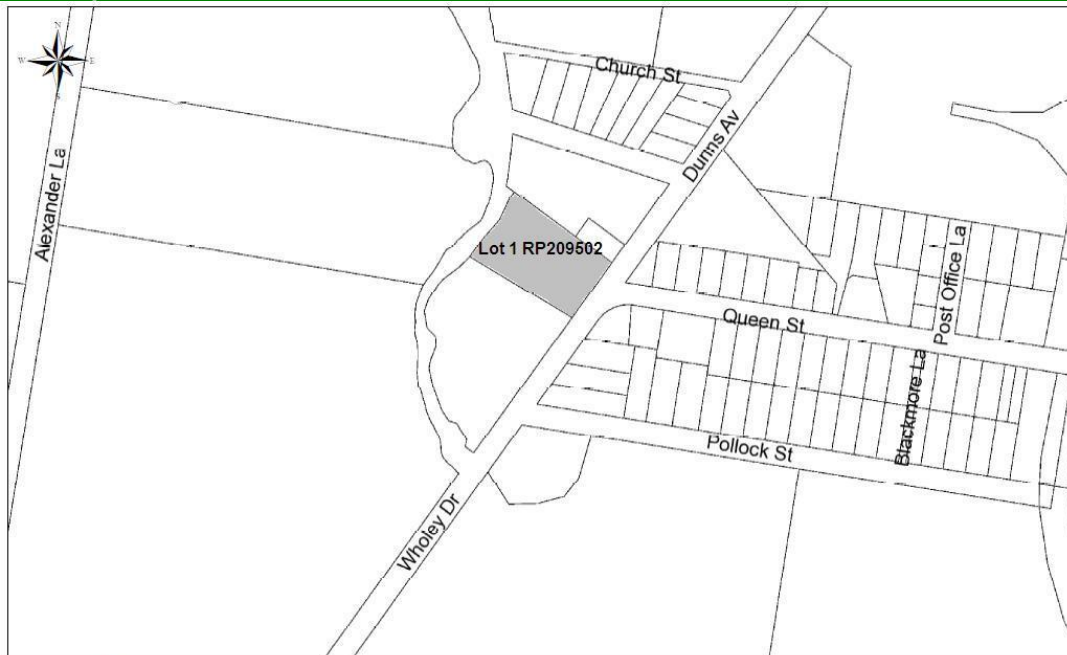 N
W
E
Church St
Dunns Av
Alexander La
Lot 1 RP209502
Post Office La
Queen St
Blackmore La
Pollock St
Wholey Dr